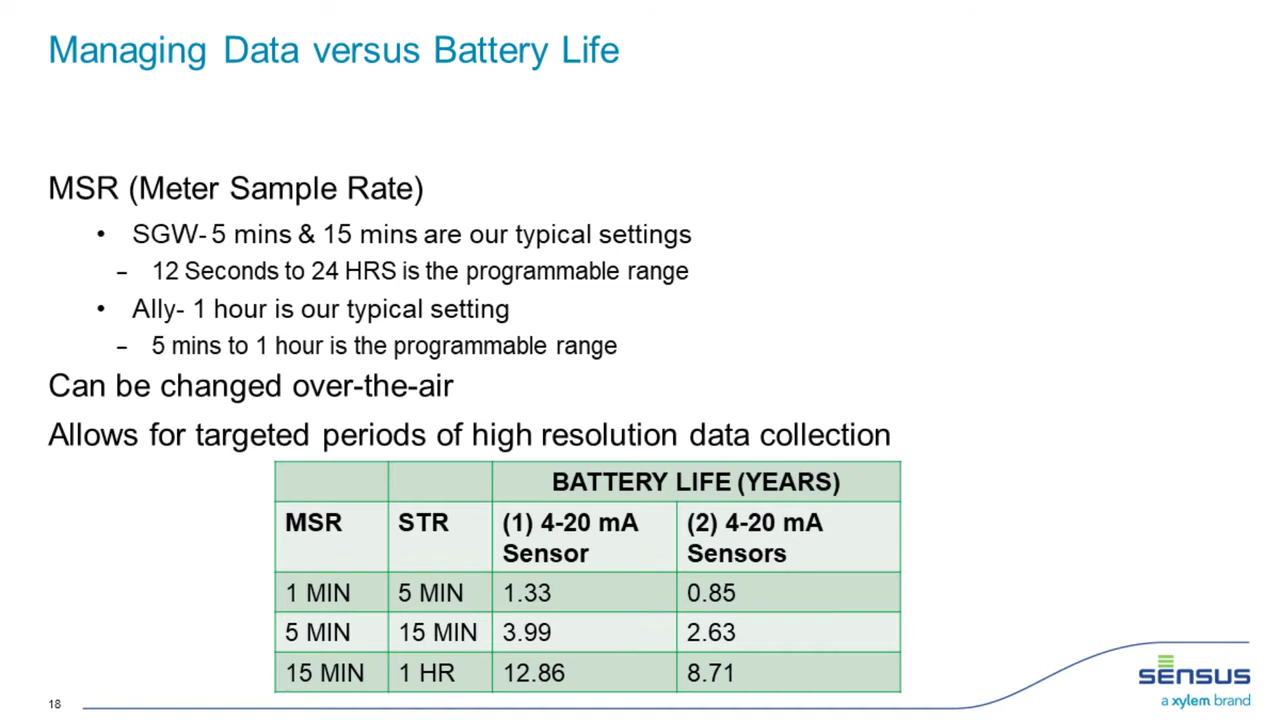 Managing Data versus Battery Life
MSR (Meter Sample Rate)
• SGW- 5 mins & 15 mins are our typical settings
– 12 Seconds to 24 HRS is the programmable range
• Ally- 1 hour is our typical setting
– 5 mins to 1 hour is the programmable range
Can be changed over-the-air
Allows for targeted periods of high resolution data collection
BATTERY LIFE (YEARS)
MSR STR (1) 4-20 mA Sensor (2) 4-20 mA Sensors
1 MIN 5 MIN 1.33 0.85
5 MIN 15 MIN 3.99 2.63
15 MIN 1 HR 12.86 8.71
18
sensus
a xylem brand